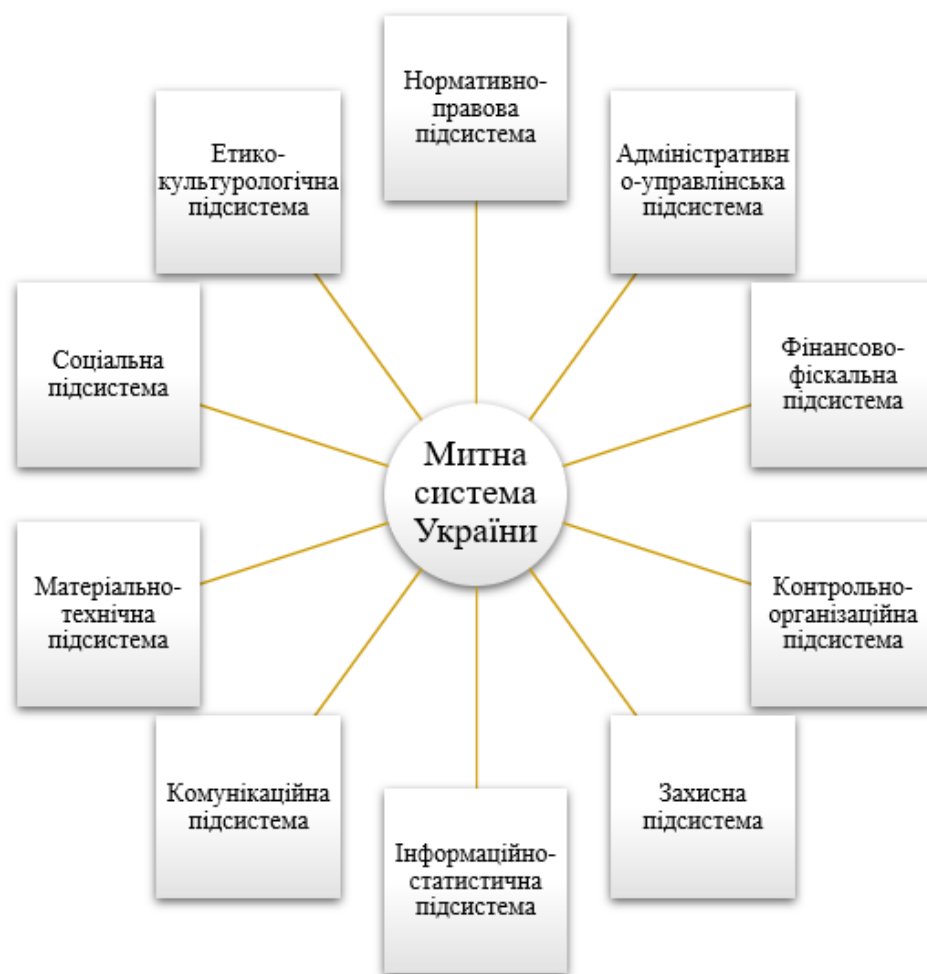 Нормативно-
правова
підсистема
Адміністративн
о-управлінська
підсистема
Фінансово-
фіскальна
підсистема
Контрольно-
організаційна
підсистема
Захисна
підсистема
Інформаційно-
статистична
підсистема
Комунікаційна
підсистема
Матеріально-
технічна
підсистема
Соціальна
підсистема
Етико-
культурологічна
підсистема
Митна
система
України